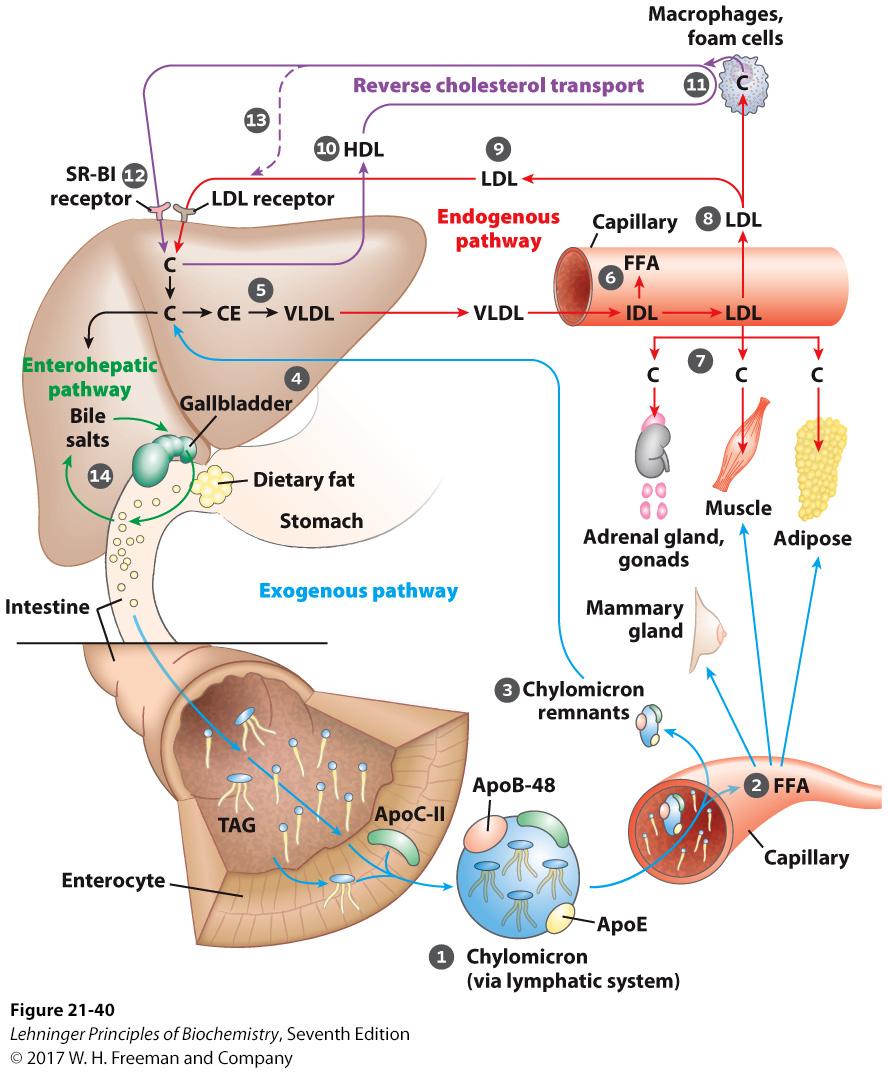 Macrophages,
foam cells
C
11
Reverse cholesterol transport
13
10 HDL
9
LDL
SR-BI 12
receptor
LDL receptor
Endogenous
pathway
8 LDL
Capillary
6 FFA
C
5
C CE VLDL
VLDL
IDL LDL
7
C C C
Enterohepatic
pathway
4
Gallbladder
Bile
salts
14
Dietary fat
Stomach
Muscle
Adrenal gland,
gonads
Adipose
Exogenous pathway
Intestine
Mammary
gland
3 Chylomicron
remnants
2 FFA
ApoB-48
ApoC-II
TAG
Capillary
Enterocyte
ApoE
1 Chylomicron
(via lymphatic system)
Figure 21-40
Lehninger Principles of Biochemistry, Seventh Edition
© 2017 W. H. Freeman and Company